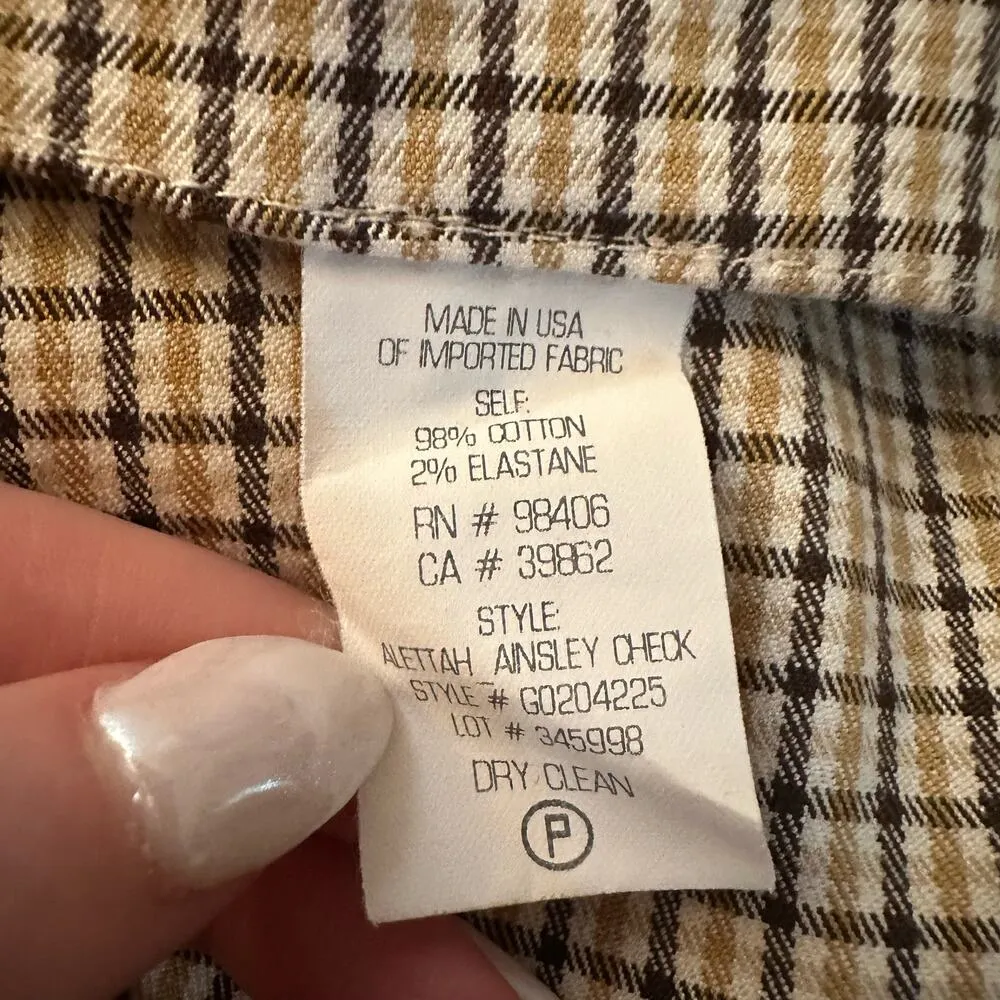 MADE IN USA
OF IMPORTED FABRIC
SELF:
98% COTTON
2% ELASTANE
RN # 98406
CA # 39862
STYLE:
ALETTAH AINSLEY CHECK
STYLE # G0204225
LOT # 345998
DRY CLEAN
P